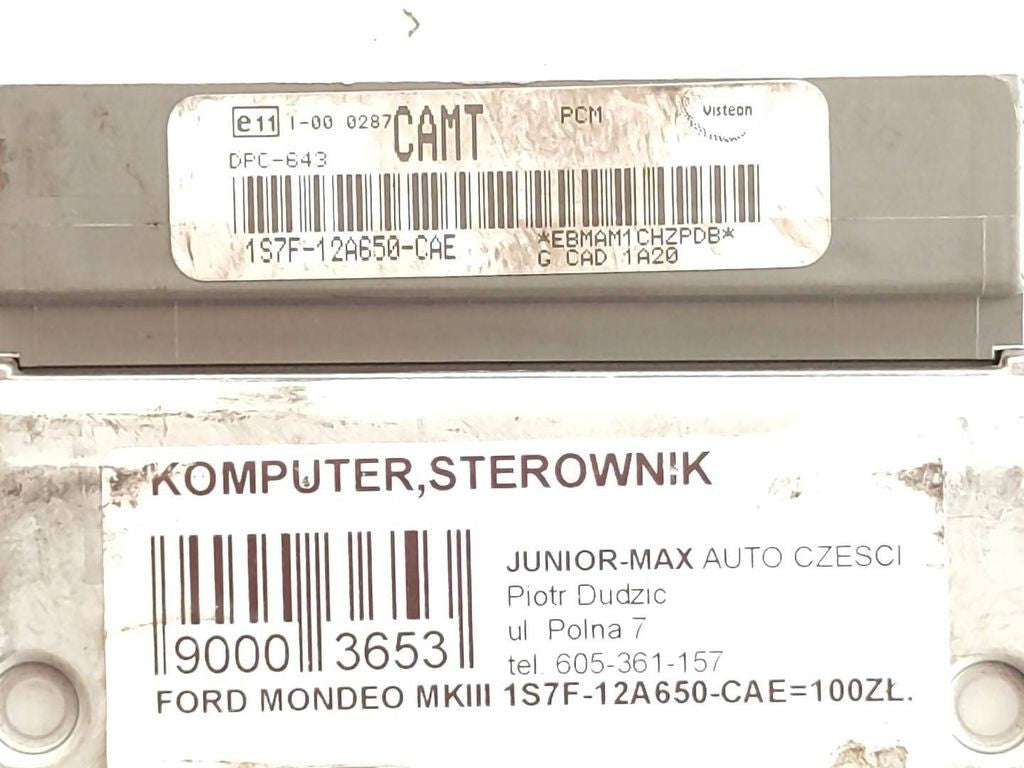 e11 1-00 0287 CAMT PCM Visteon
DPC-643
1S7F-12A650-CAE *EBMAM1CHZPDB*
G CAD 1A20
KOMPUTER,STEROWNIK
JUNIOR-MAX AUTO CZESCI
Piotr Dudzic
ul Polna 7
9000 3653
tel. 605-361-157
FORD MONDEO MKIII 1S7F-12A650-CAE=100ZŁ.